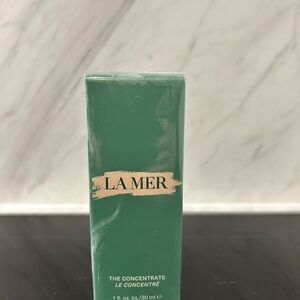 LA MER
THE CONCENTRATE
LE CONCENTRÉ
1 fl. oz. liq./30 ml ℮